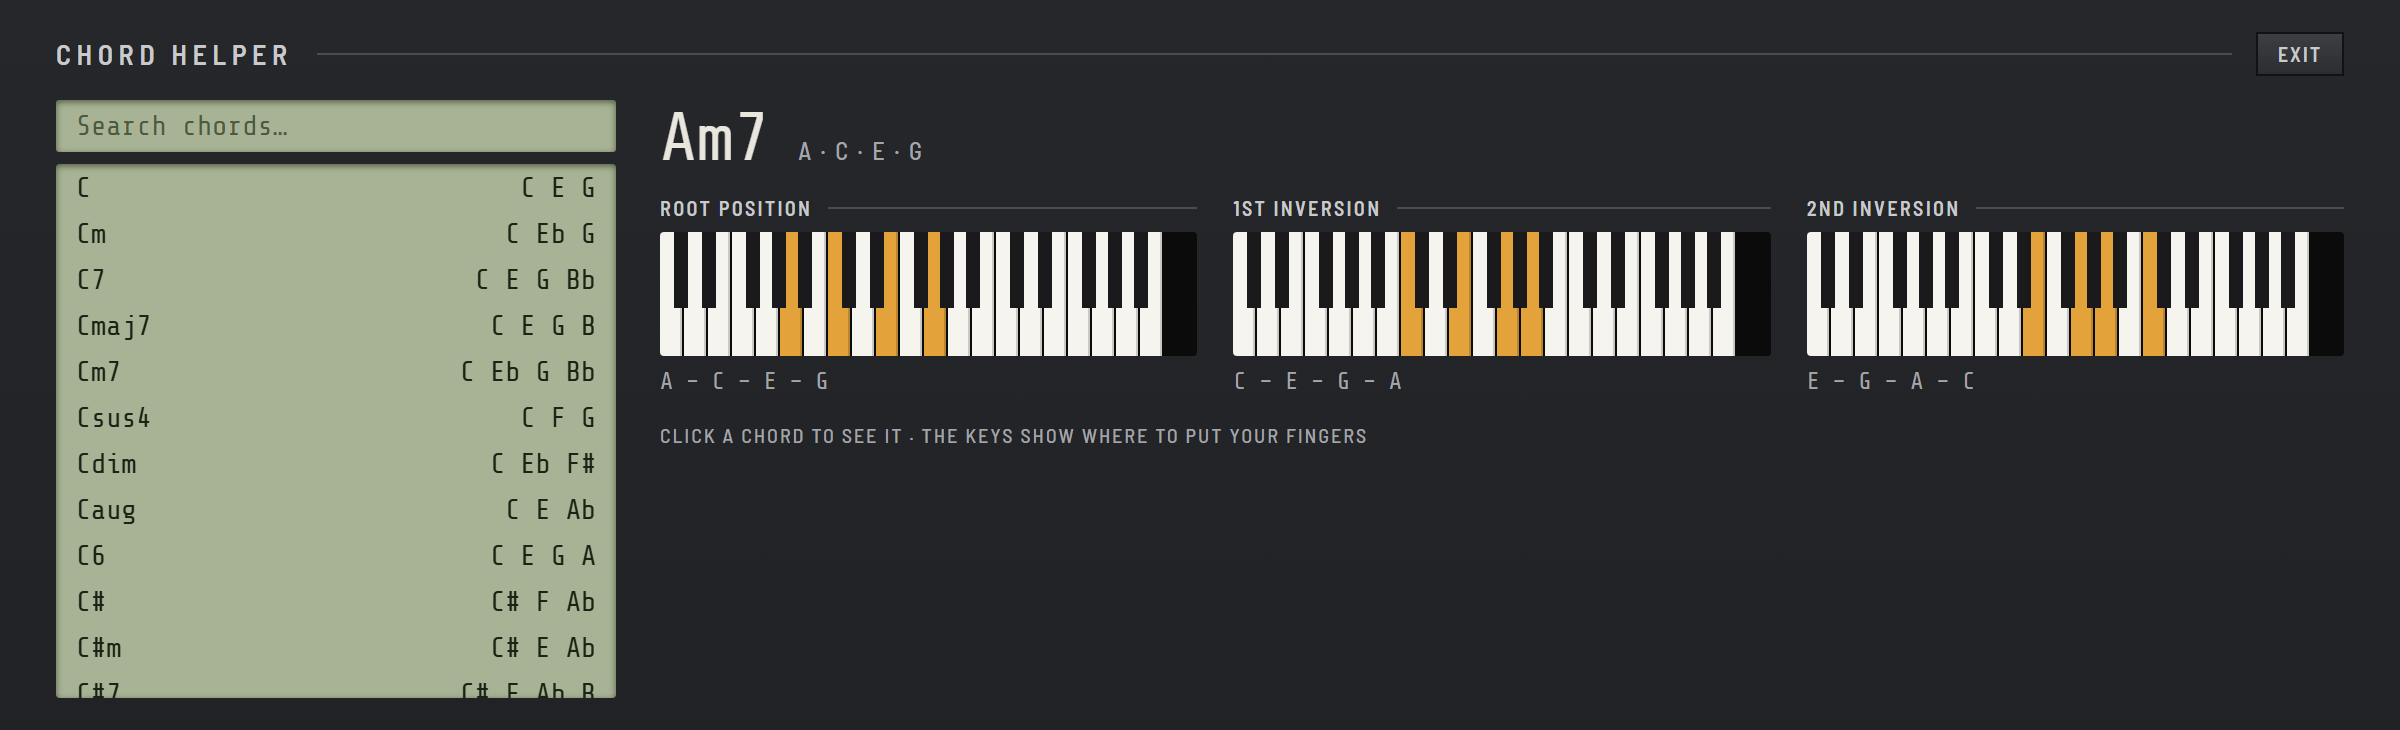 CHORD HELPER
EXIT
Search chords…
C C E G
Cm C Eb G
C7 C E G Bb
Cmaj7 C E G B
Cm7 C Eb G Bb
Csus4 C F G
Cdim C Eb F#
Caug C E Ab
C6 C E G A
C# C# F Ab
C#m C# E Ab
C#7 C# F Ab B
Am7 A·C·E·G
ROOT POSITION
A – C – E – G
1ST INVERSION
C – E – G – A
2ND INVERSION
E – G – A – C
CLICK A CHORD TO SEE IT · THE KEYS SHOW WHERE TO PUT YOUR FINGERS